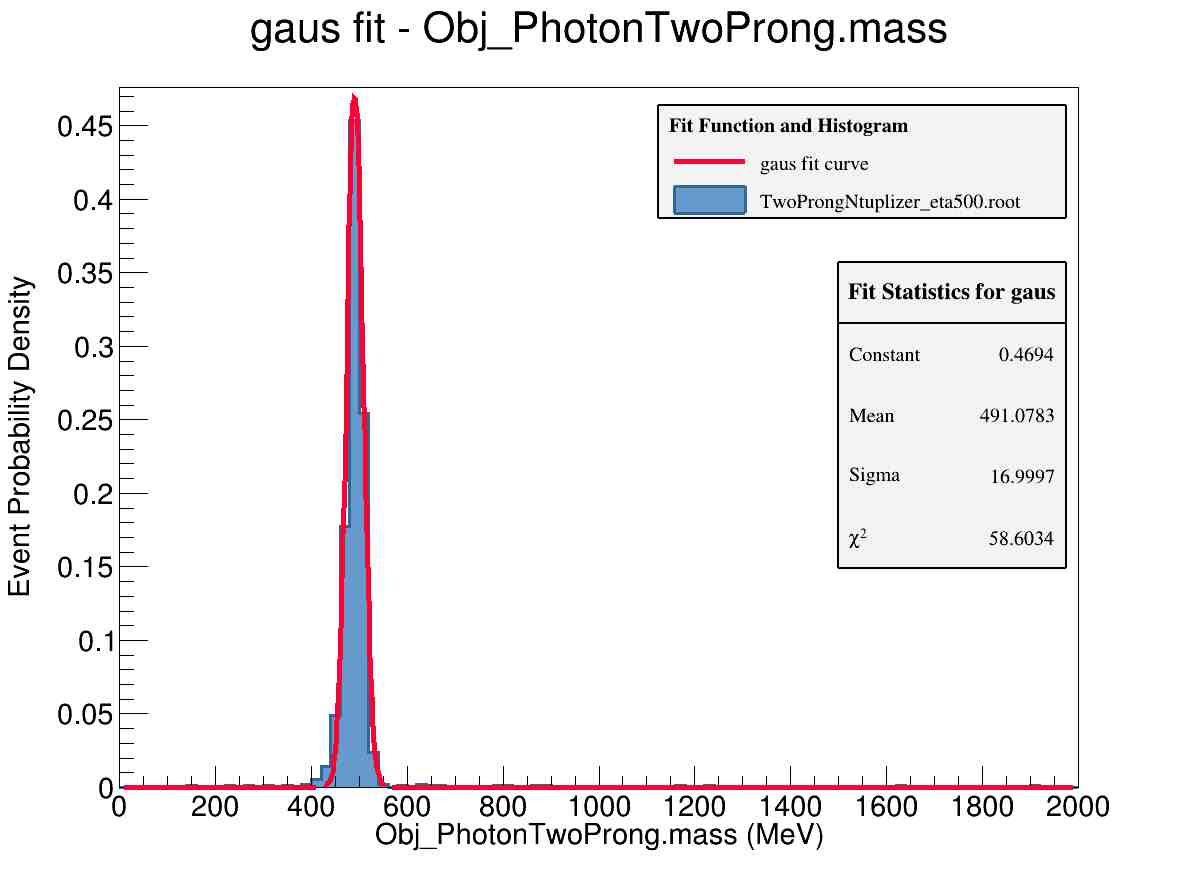 gaus fit - Obj_PhotonTwoProng.mass
Fit Function and Histogram
gaus fit curve
TwoProngNtuplizer_eta500.root
Fit Statistics for gaus
Constant 0.4694
Mean 491.0783
Sigma 16.9997
χ² 58.6034
Event Probability Density
0.45
0.4
0.35
0.3
0.25
0.2
0.15
0.1
0.05
0
0 200 400 600 800 1000 1200 1400 1600 1800 2000
Obj_PhotonTwoProng.mass (MeV)